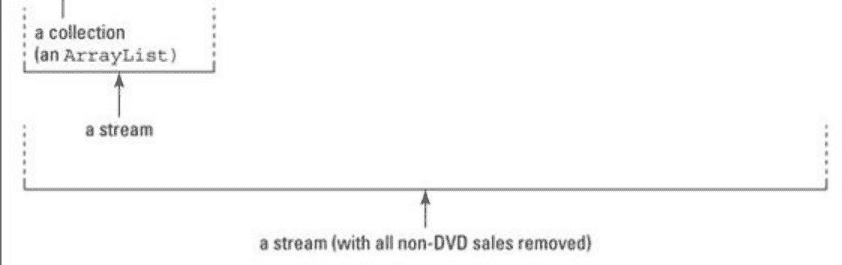 a collection
(an ArrayList)
a stream
a stream (with all non-DVD sales removed)